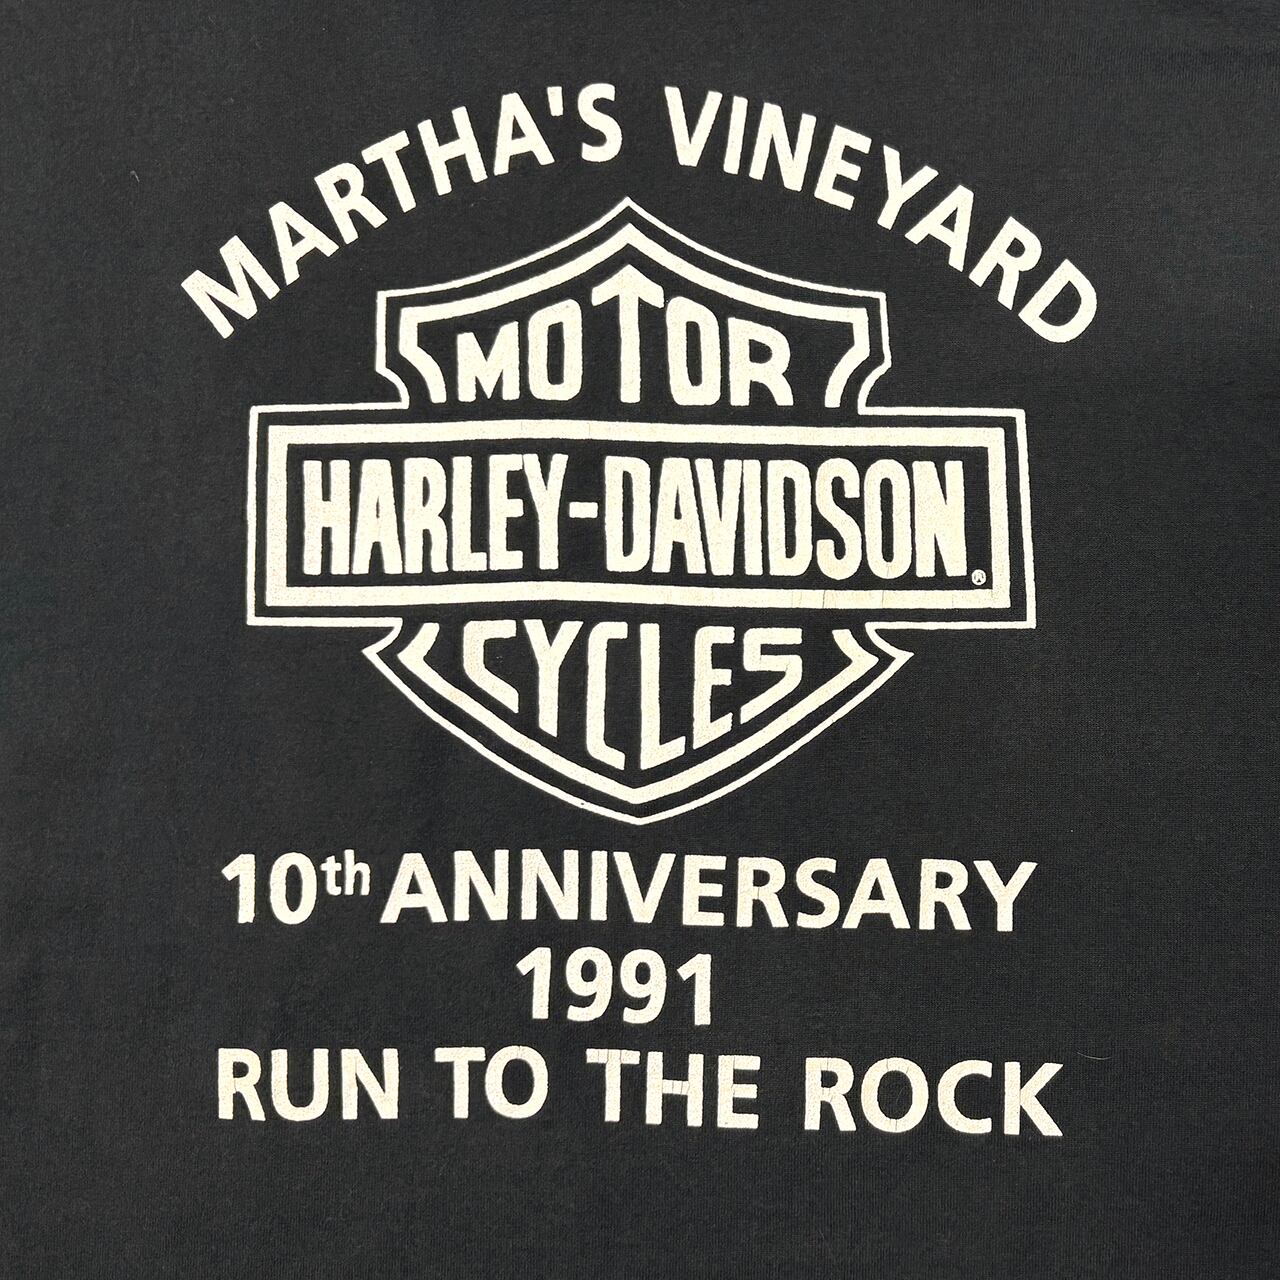 MARTHA'S VINEYARD
MOTOR
HARLEY-DAVIDSON®
CYCLES
10th ANNIVERSARY
1991
RUN TO THE ROCK